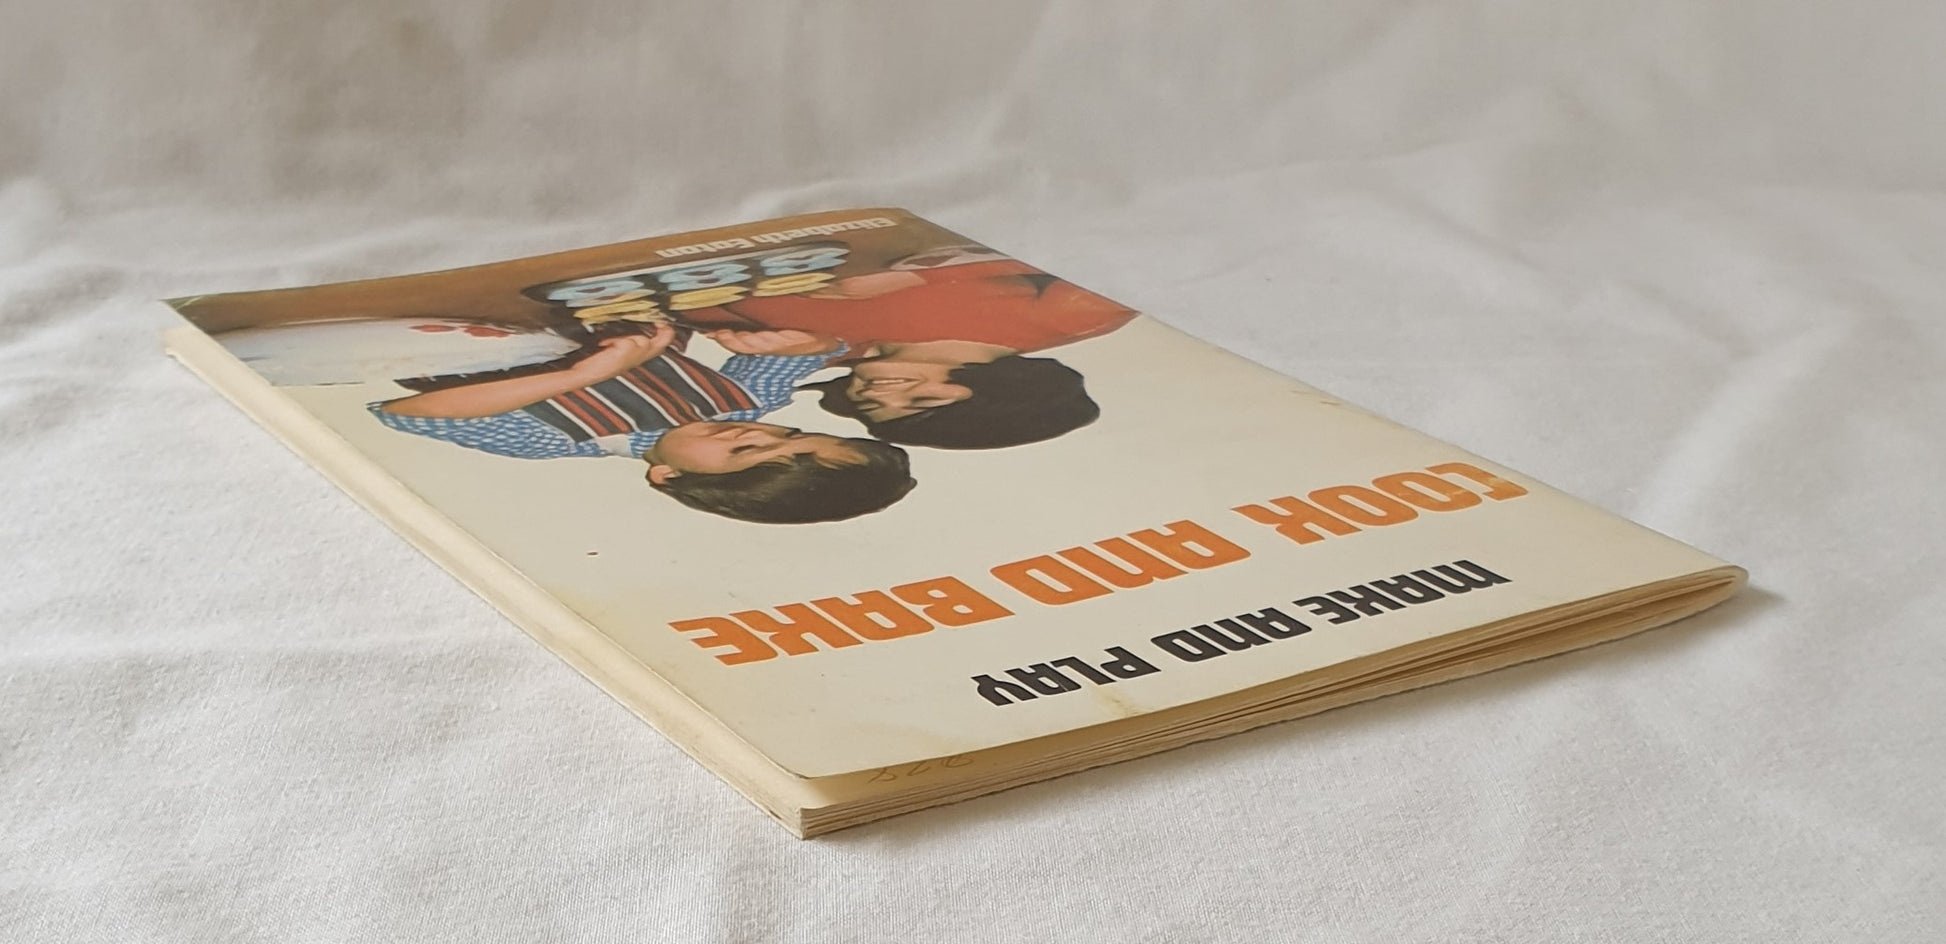 MAKE AND PLAY
COOK AND BAKE
Elizabeth Eaton